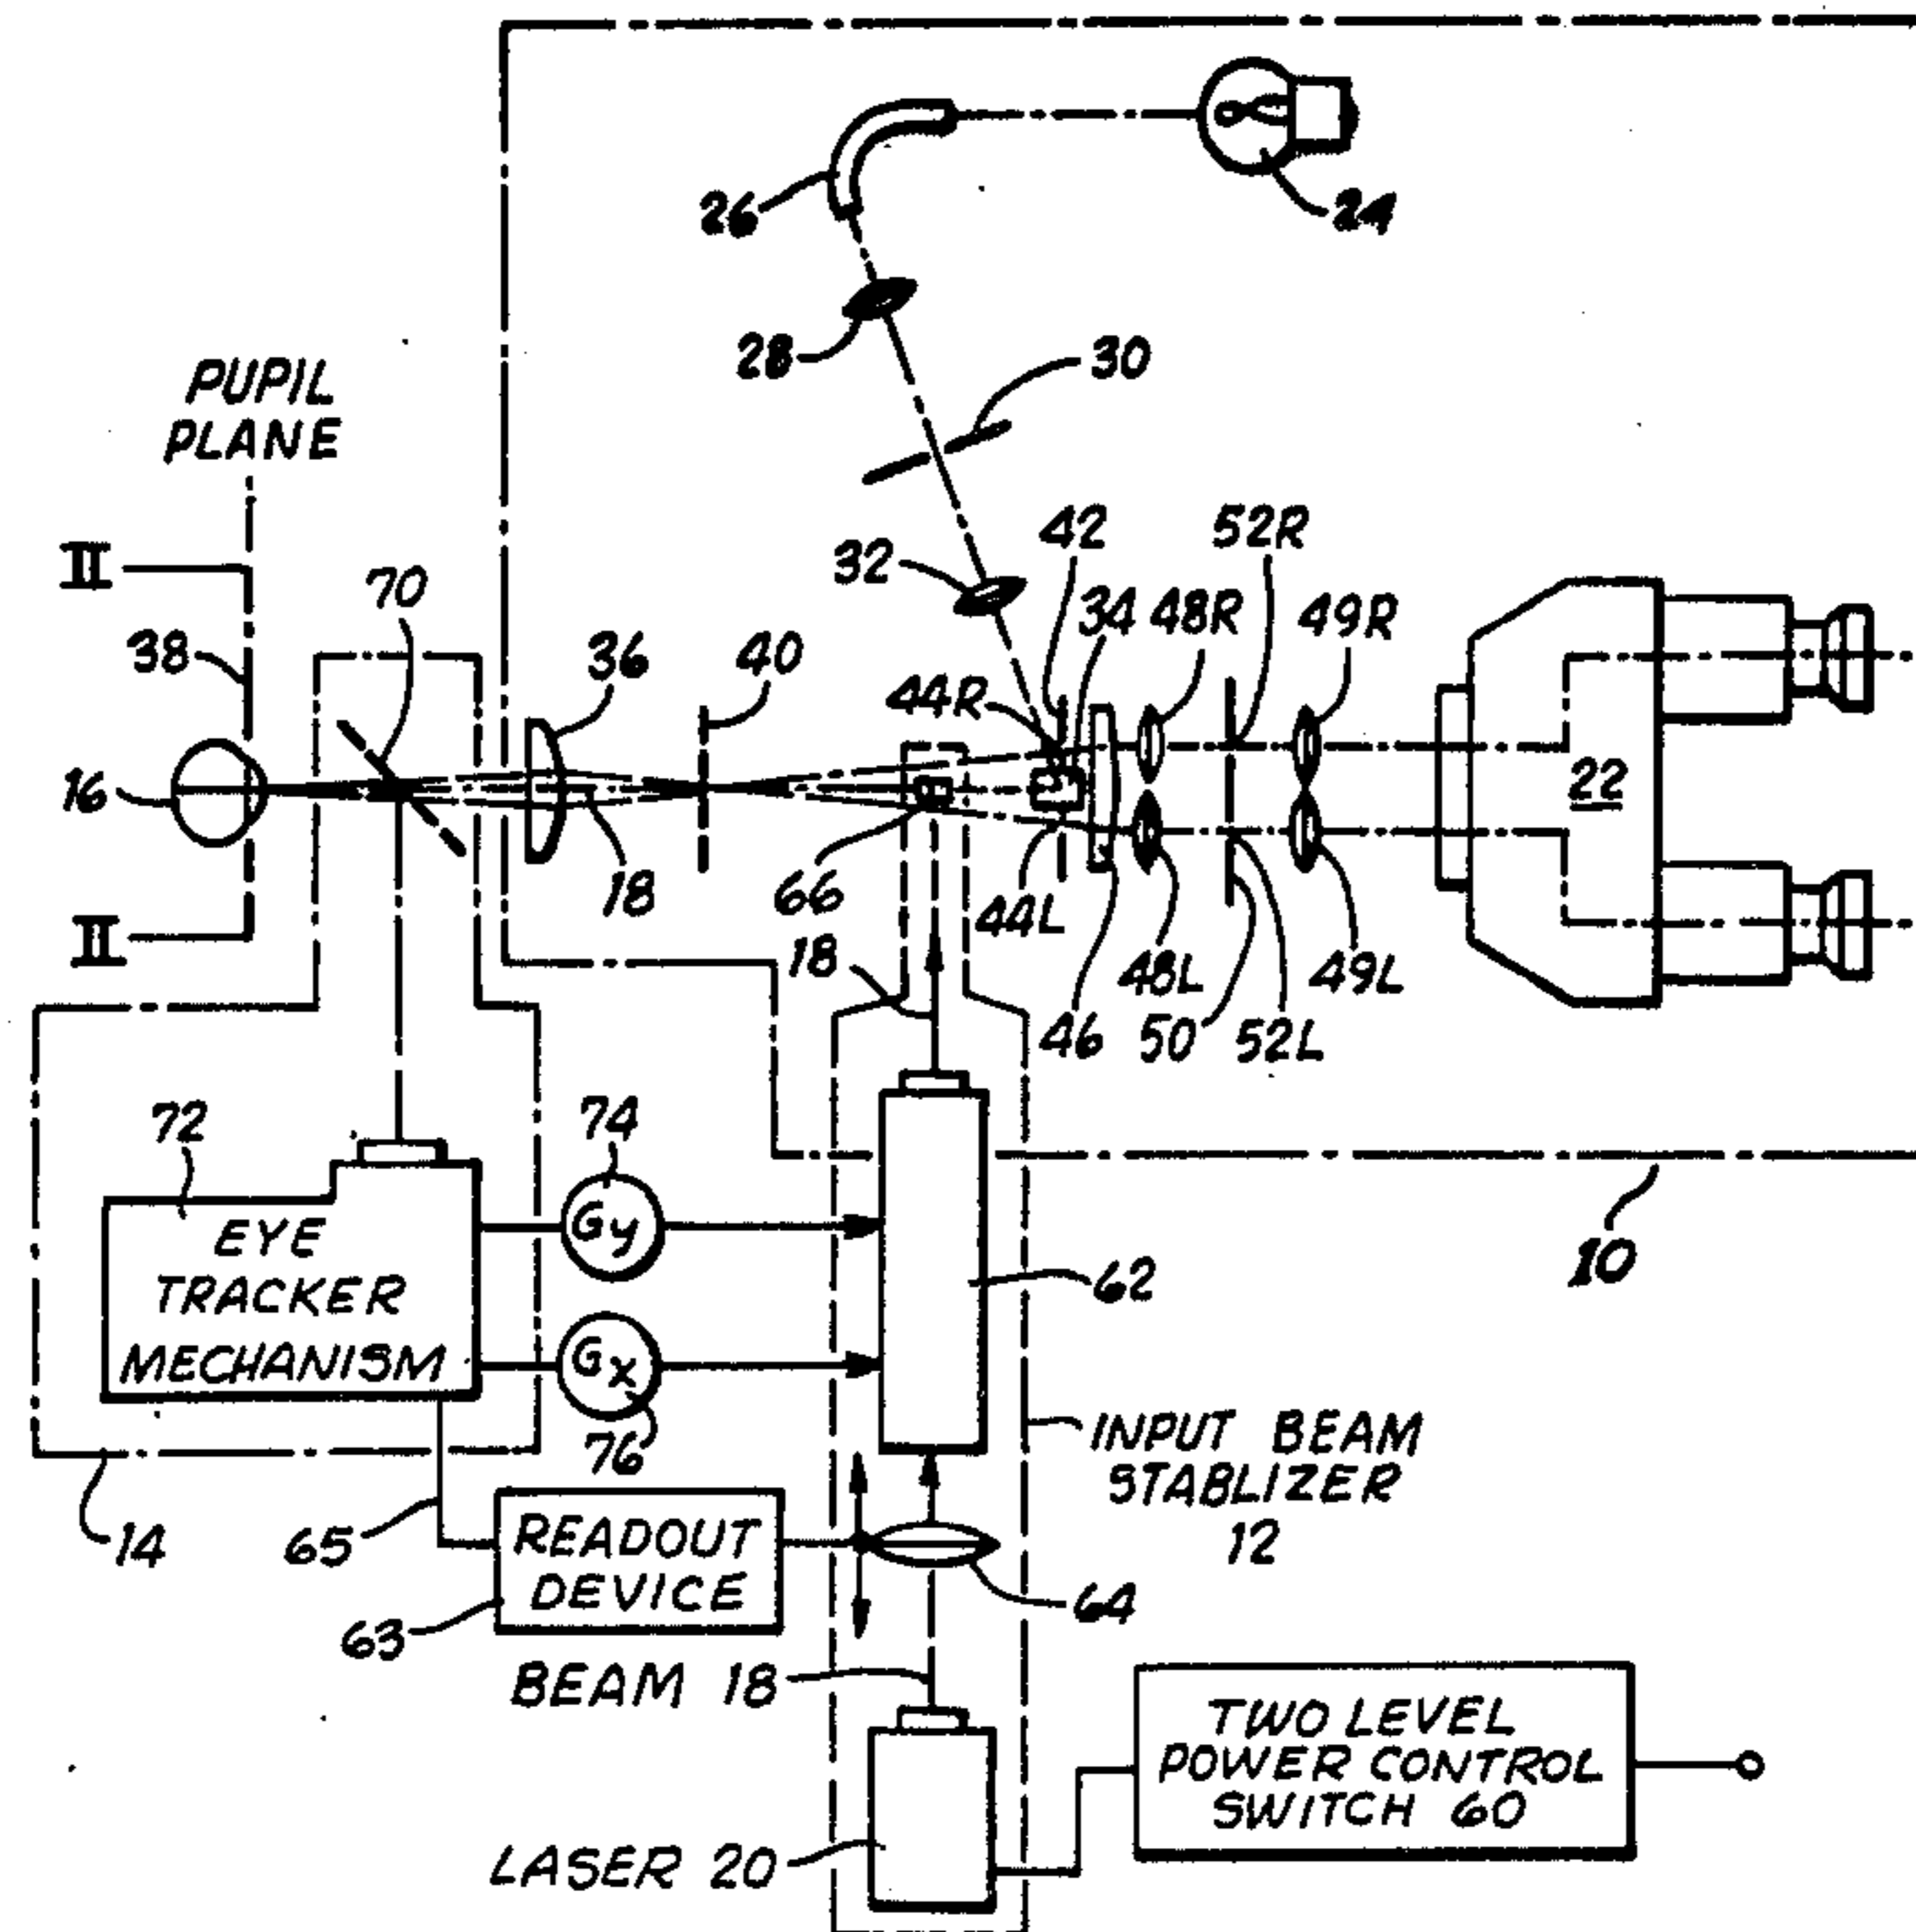 26
24
28
30
PUPIL
PLANE
II
70
32
42
52R
34
48R
49R
38
36
40
44R
22
16
18
66
44L
II
18
48L
49L
46
50
52L
72
74
EYE
TRACKER
MECHANISM
Gy
62
10
Gx
76
INPUT BEAM
STABLIZER
12
14
65
READOUT
DEVICE
64
63
BEAM 18
TWO LEVEL
POWER CONTROL
SWITCH 60
LASER 20